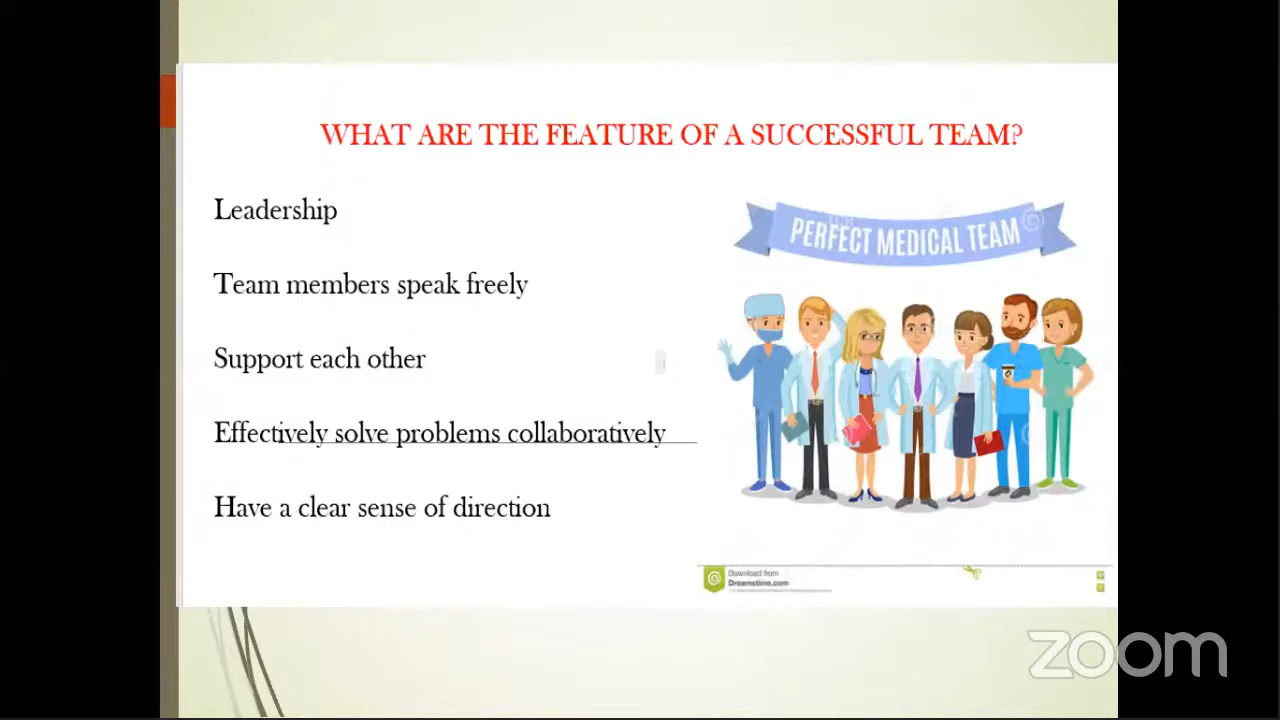 WHAT ARE THE FEATURE OF A SUCCESSFUL TEAM?
Leadership
Team members speak freely
Support each other
Effectively solve problems collaboratively
Have a clear sense of direction
PERFECT MEDICAL TEAM
Download from
Dreamstime.com
zoom